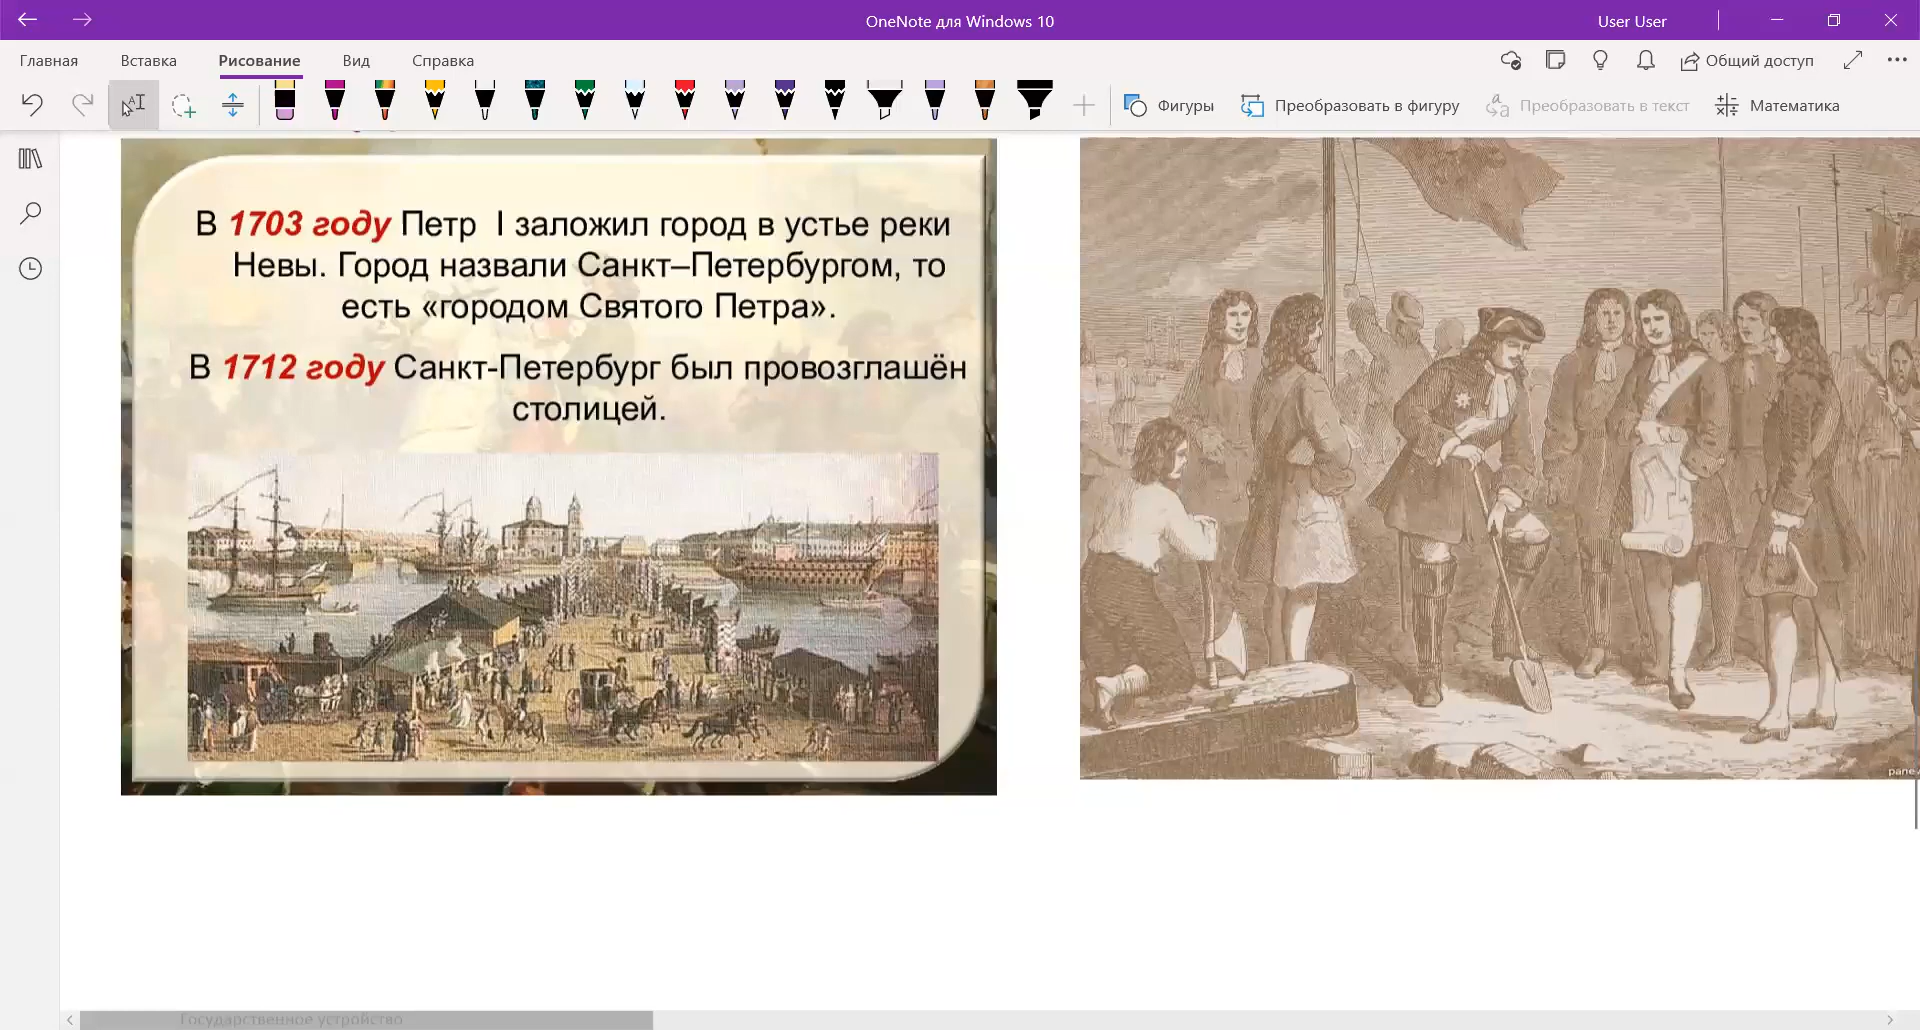 OneNote для Windows 10
User User
Главная
Вставка
Рисование
Вид
Справка
Общий доступ
Фигуры
Преобразовать в фигуру
Преобразовать в текст
Математика
В 1703 году Петр I заложил город в устье реки
Невы. Город назвали Санкт–Петербургом, то
есть «городом Святого Петра».
В 1712 году Санкт-Петербург был провозглашён
столицей.
Государственное устройство